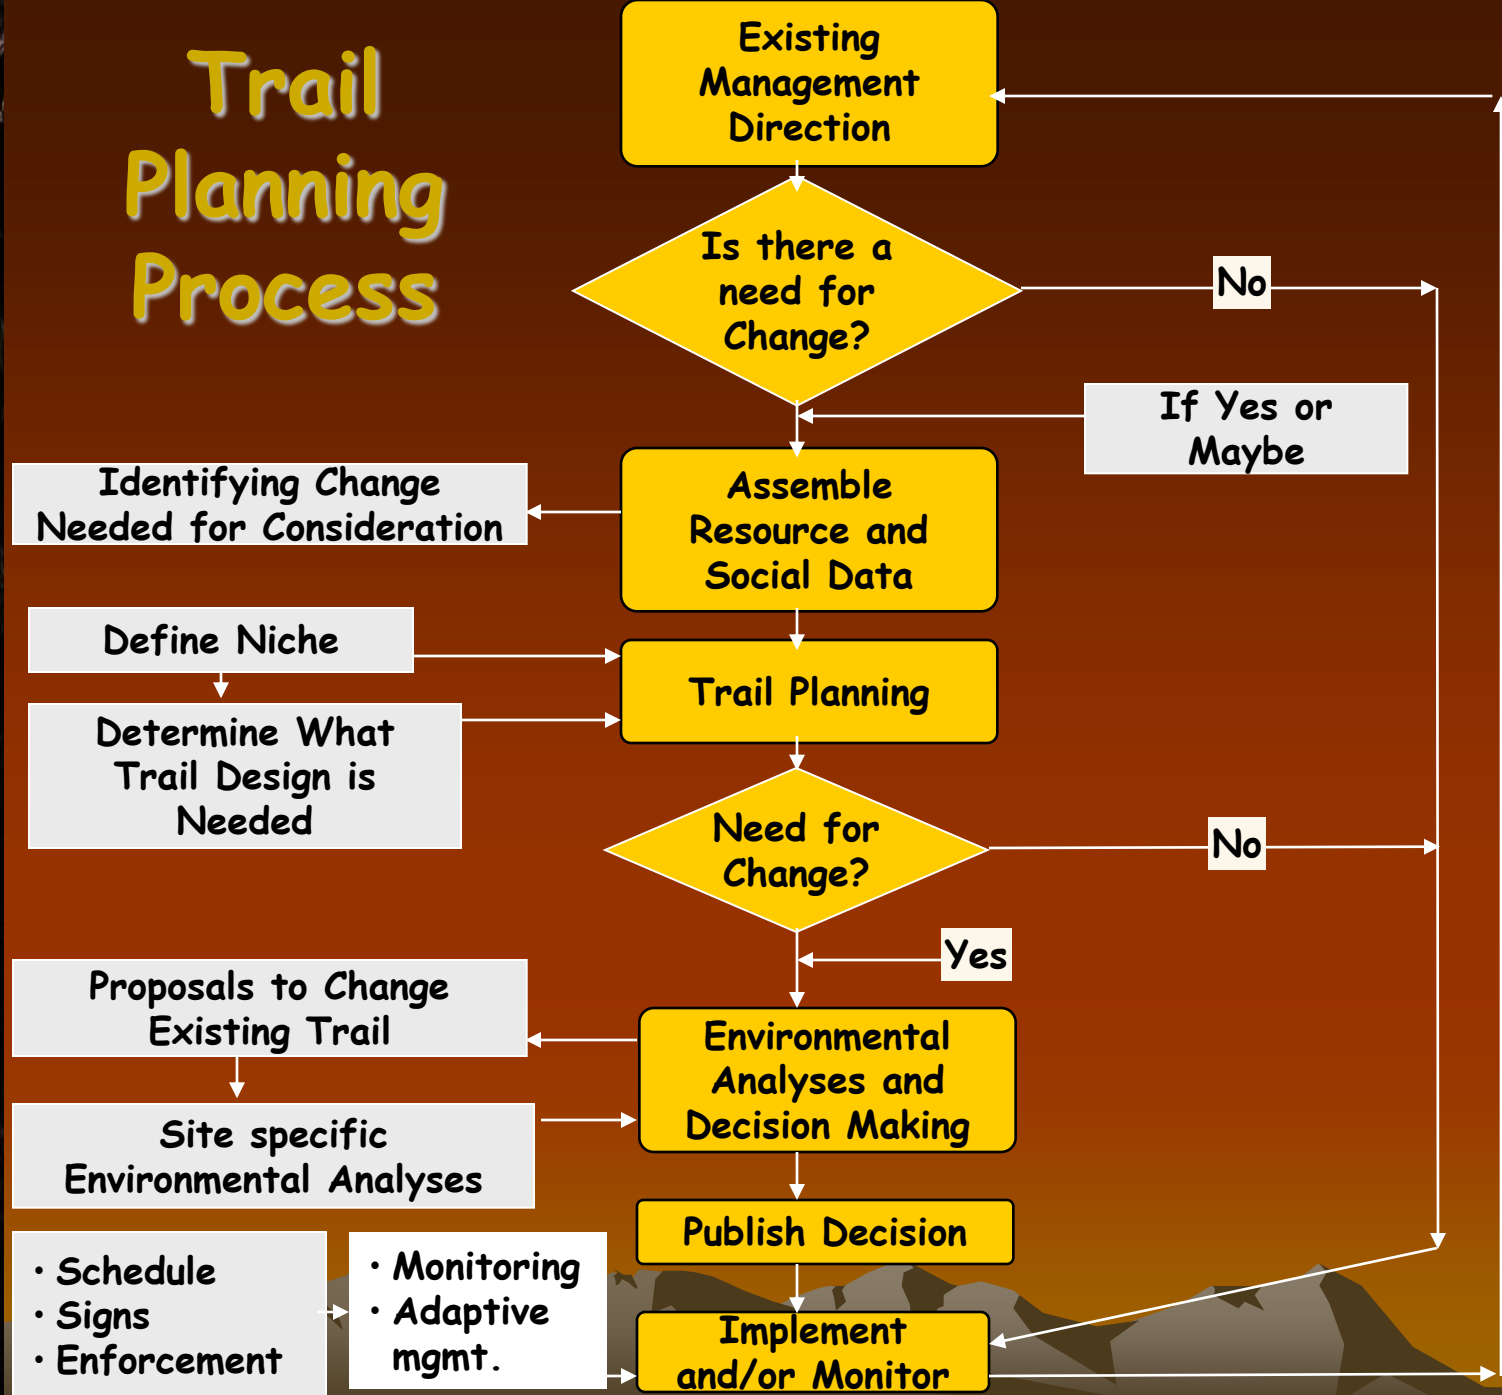 Trail
Planning
Process
Existing
Management
Direction
Is there a
need for
Change?
No
If Yes or
Maybe
Identifying Change
Needed for Consideration
Assemble
Resource and
Social Data
Define Niche
Trail Planning
Determine What
Trail Design is
Needed
Need for
Change?
No
Yes
Proposals to Change
Existing Trail
Environmental
Analyses and
Decision Making
Site specific
Environmental Analyses
Publish Decision
• Schedule
• Signs
• Enforcement
• Monitoring
• Adaptive
mgmt.
Implement
and/or Monitor